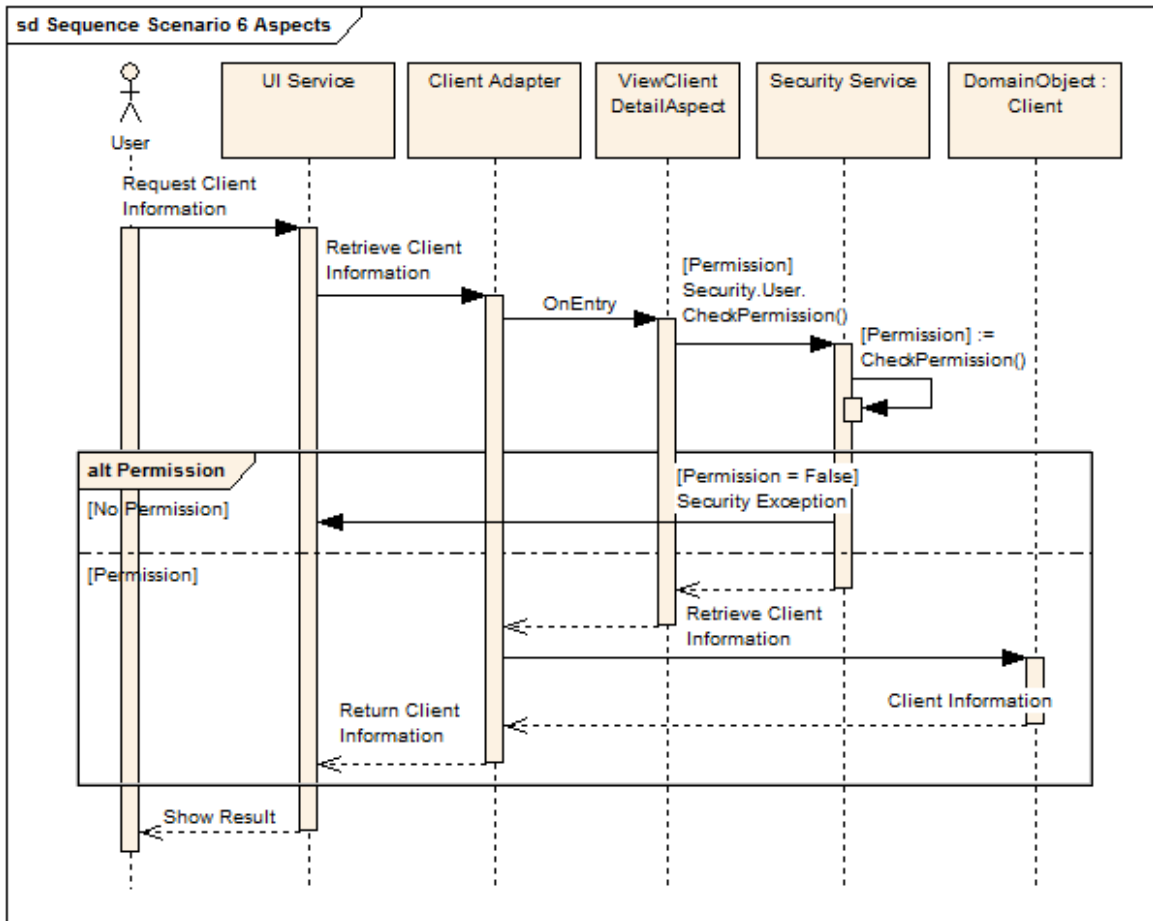 sd Sequence Scenario 6 Aspects
User
UI Service
Client Adapter
ViewClient
DetailAspect
Security Service
DomainObject :
Client
Request Client
Information
Retrieve Client
Information
OnEntry
[Permission]
Security.User.
CheckPermission()
[Permission] :=
CheckPermission()
alt Permission
[No Permission]
[Permission = False]
Security Exception
[Permission]
Retrieve Client
Information
Client Information
Return Client
Information
Show Result